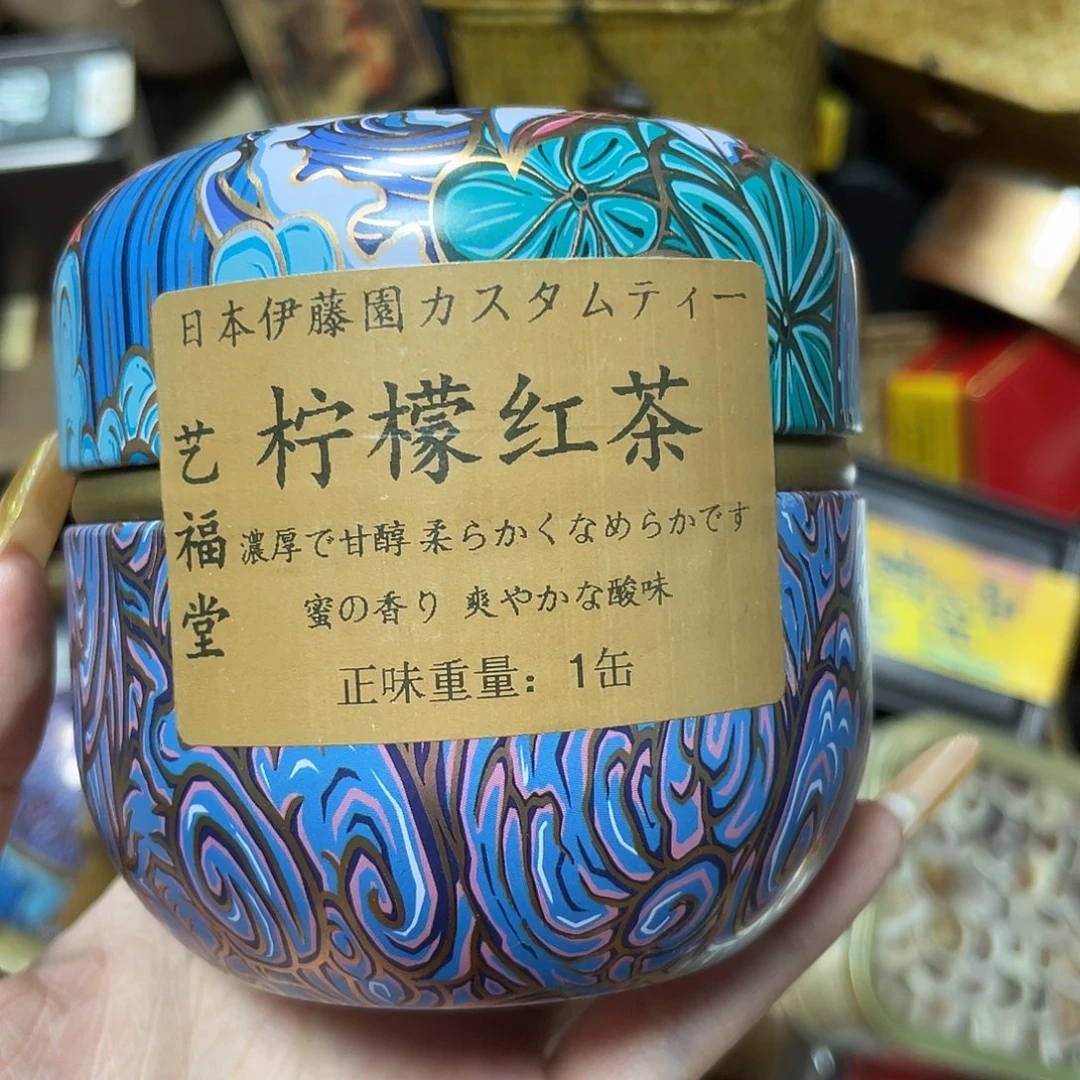 日本伊藤園カスタムティー
柠檬红茶
艺福堂
濃厚で甘醇 柔らかくなめらかです
蜜の香り 爽やかな酸味
正味重量：1缶